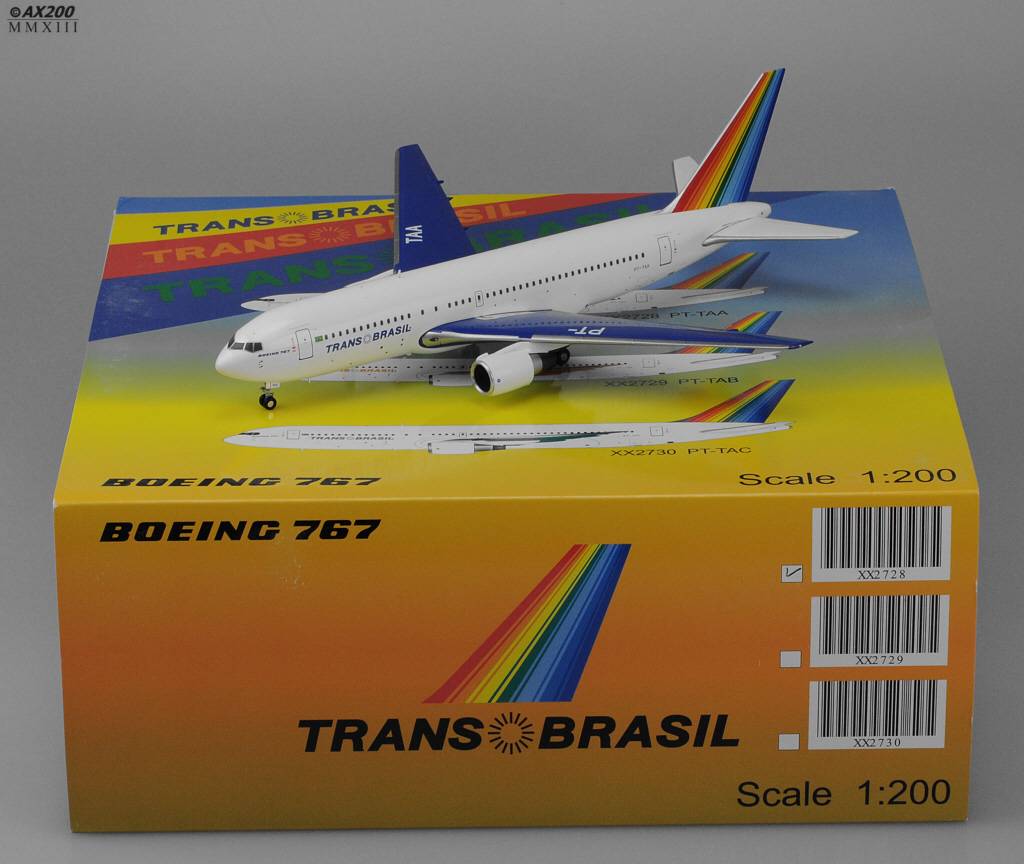 © AX200
MMXIII
TRANS BRASIL
TRANS BRASIL
TRANS BRASIL
TAA
PT-
BOEING 767
TRANS BRASIL
XX2728 PT-TAA
XX2729 PT-TAB
TRANS BRASIL
XX2730 PT-TAC
BOEING 767
Scale 1:200
BOEING 767
XX2728
XX2729
XX2730
TRANS BRASIL
Scale 1:200